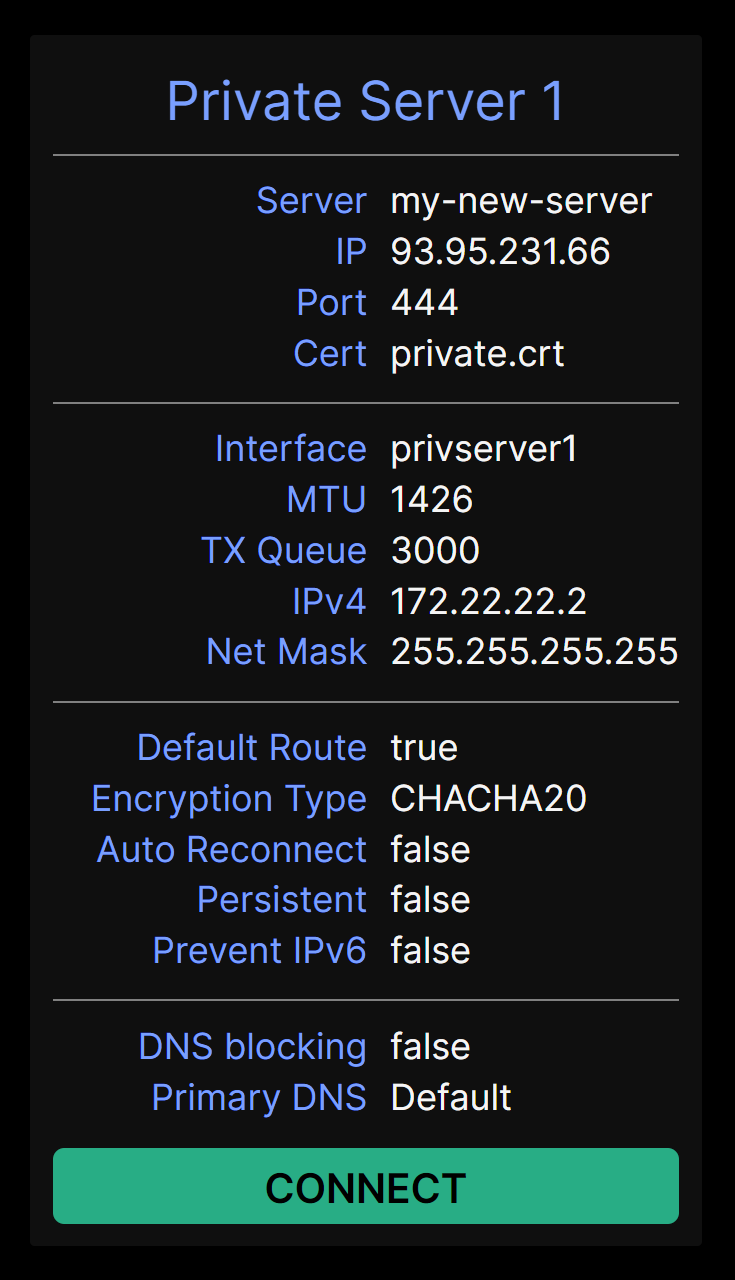 Private Server 1
Server my-new-server
IP 93.95.231.66
Port 444
Cert private.crt
Interface privserver1
MTU 1426
TX Queue 3000
IPv4 172.22.22.2
Net Mask 255.255.255.255
Default Route true
Encryption Type CHACHA20
Auto Reconnect false
Persistent false
Prevent IPv6 false
DNS blocking false
Primary DNS Default
CONNECT